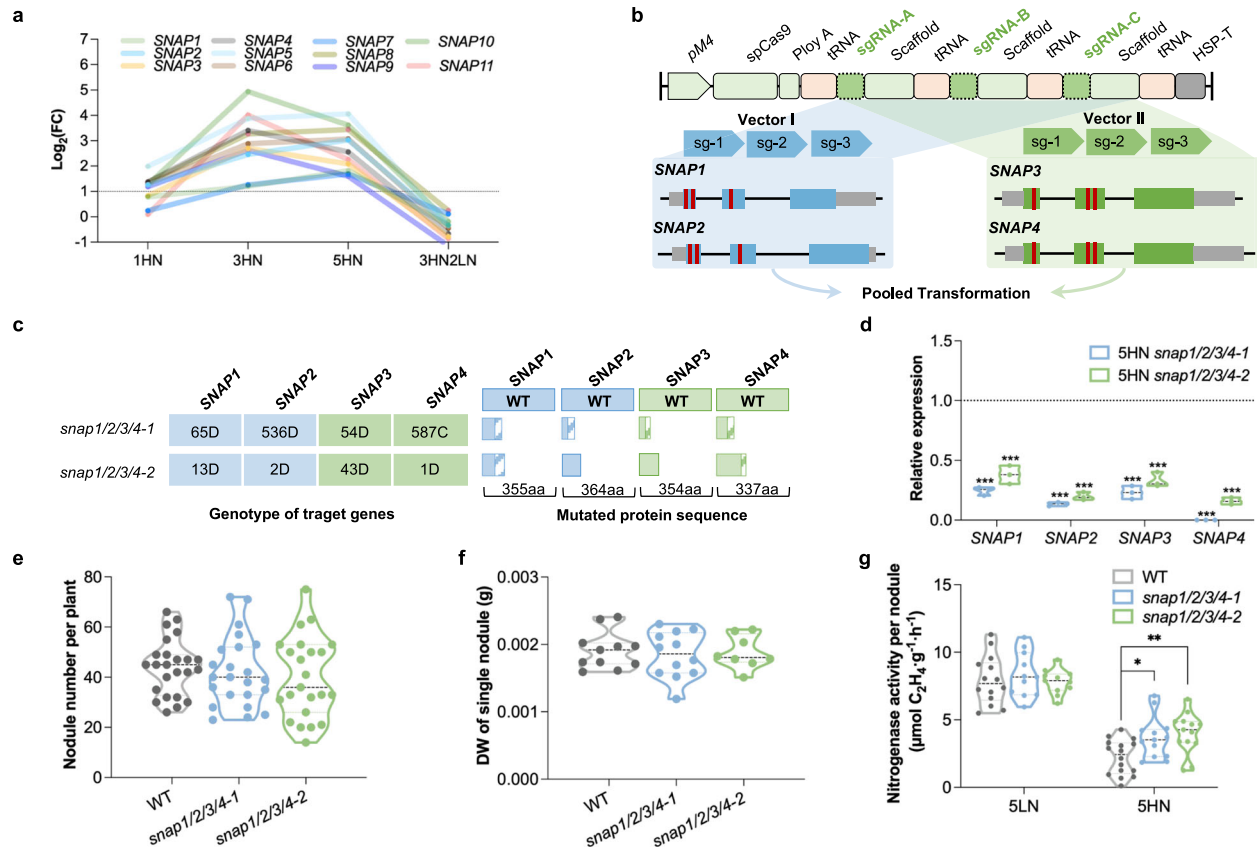 a
SNAP1 SNAP4 SNAP7 SNAP10
SNAP2 SNAP5 SNAP8
SNAP3 SNAP6 SNAP9 SNAP11
Log2(FC)
7
6
5
4
3
2
1
0
-1
1HN 3HN 5HN 3HN2LN
b
pM4 spCas9 Ploy A tRNA sgRNA-A Scaffold tRNA sgRNA-B Scaffold tRNA sgRNA-C Scaffold tRNA HSP-T
Vector I Vector II
sg-1 sg-2 sg-3 sg-1 sg-2 sg-3
SNAP1 SNAP3
SNAP2 SNAP4
Pooled Transformation
c
SNAP1 SNAP2 SNAP3 SNAP4 SNAP1 SNAP2 SNAP3 SNAP4
WT WT WT WT
snap1/2/3/4-1 65D 536D 54D 587C
snap1/2/3/4-2 13D 2D 43D 1D
355aa 364aa 354aa 337aa
Genotype of traget genes Mutated protein sequence
d
Relative expression
1.5
1.0
0.5
0.0
5HN snap1/2/3/4-1
5HN snap1/2/3/4-2
*** *** *** *** *** *** *** ***
SNAP1 SNAP2 SNAP3 SNAP4
e
Nodule number per plant
80
60
40
20
0
WT snap1/2/3/4-1 snap1/2/3/4-2
f
DW of single nodule (g)
0.003
0.002
0.001
0.000
WT snap1/2/3/4-1 snap1/2/3/4-2
g
Nitrogenase activity per nodule
(μmol C2H4·g-1·h-1)
15
10
5
0
WT
snap1/2/3/4-1
snap1/2/3/4-2
**
*
5LN 5HN